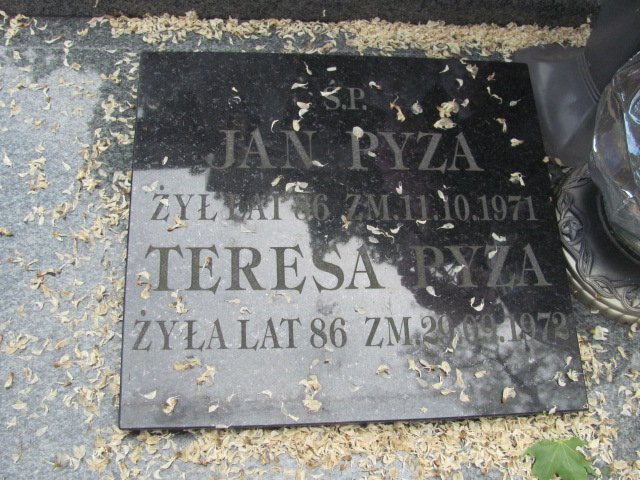 Ś.P.
JAN PYZA
ŻYŁ LAT 86 ZM. 11.10.1971
TERESA PYZA
ŻYŁA LAT 86 ZM. 29.09.1972